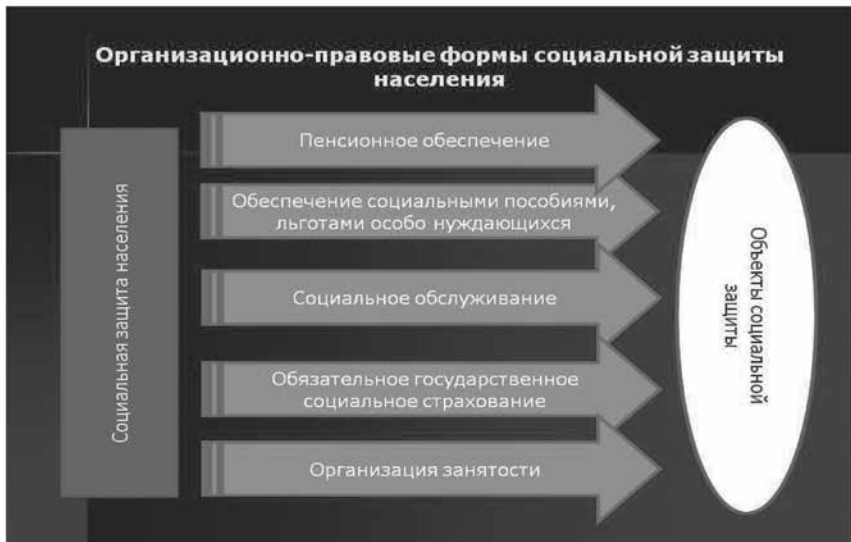 Организационно-правовые формы социальной защиты
населения
Социальная защита населения
Пенсионное обеспечение
Обеспечение социальными пособиями,
льготами особо нуждающихся
Социальное обслуживание
Обязательное государственное
социальное страхование
Организация занятости
Объекты социальной
защиты